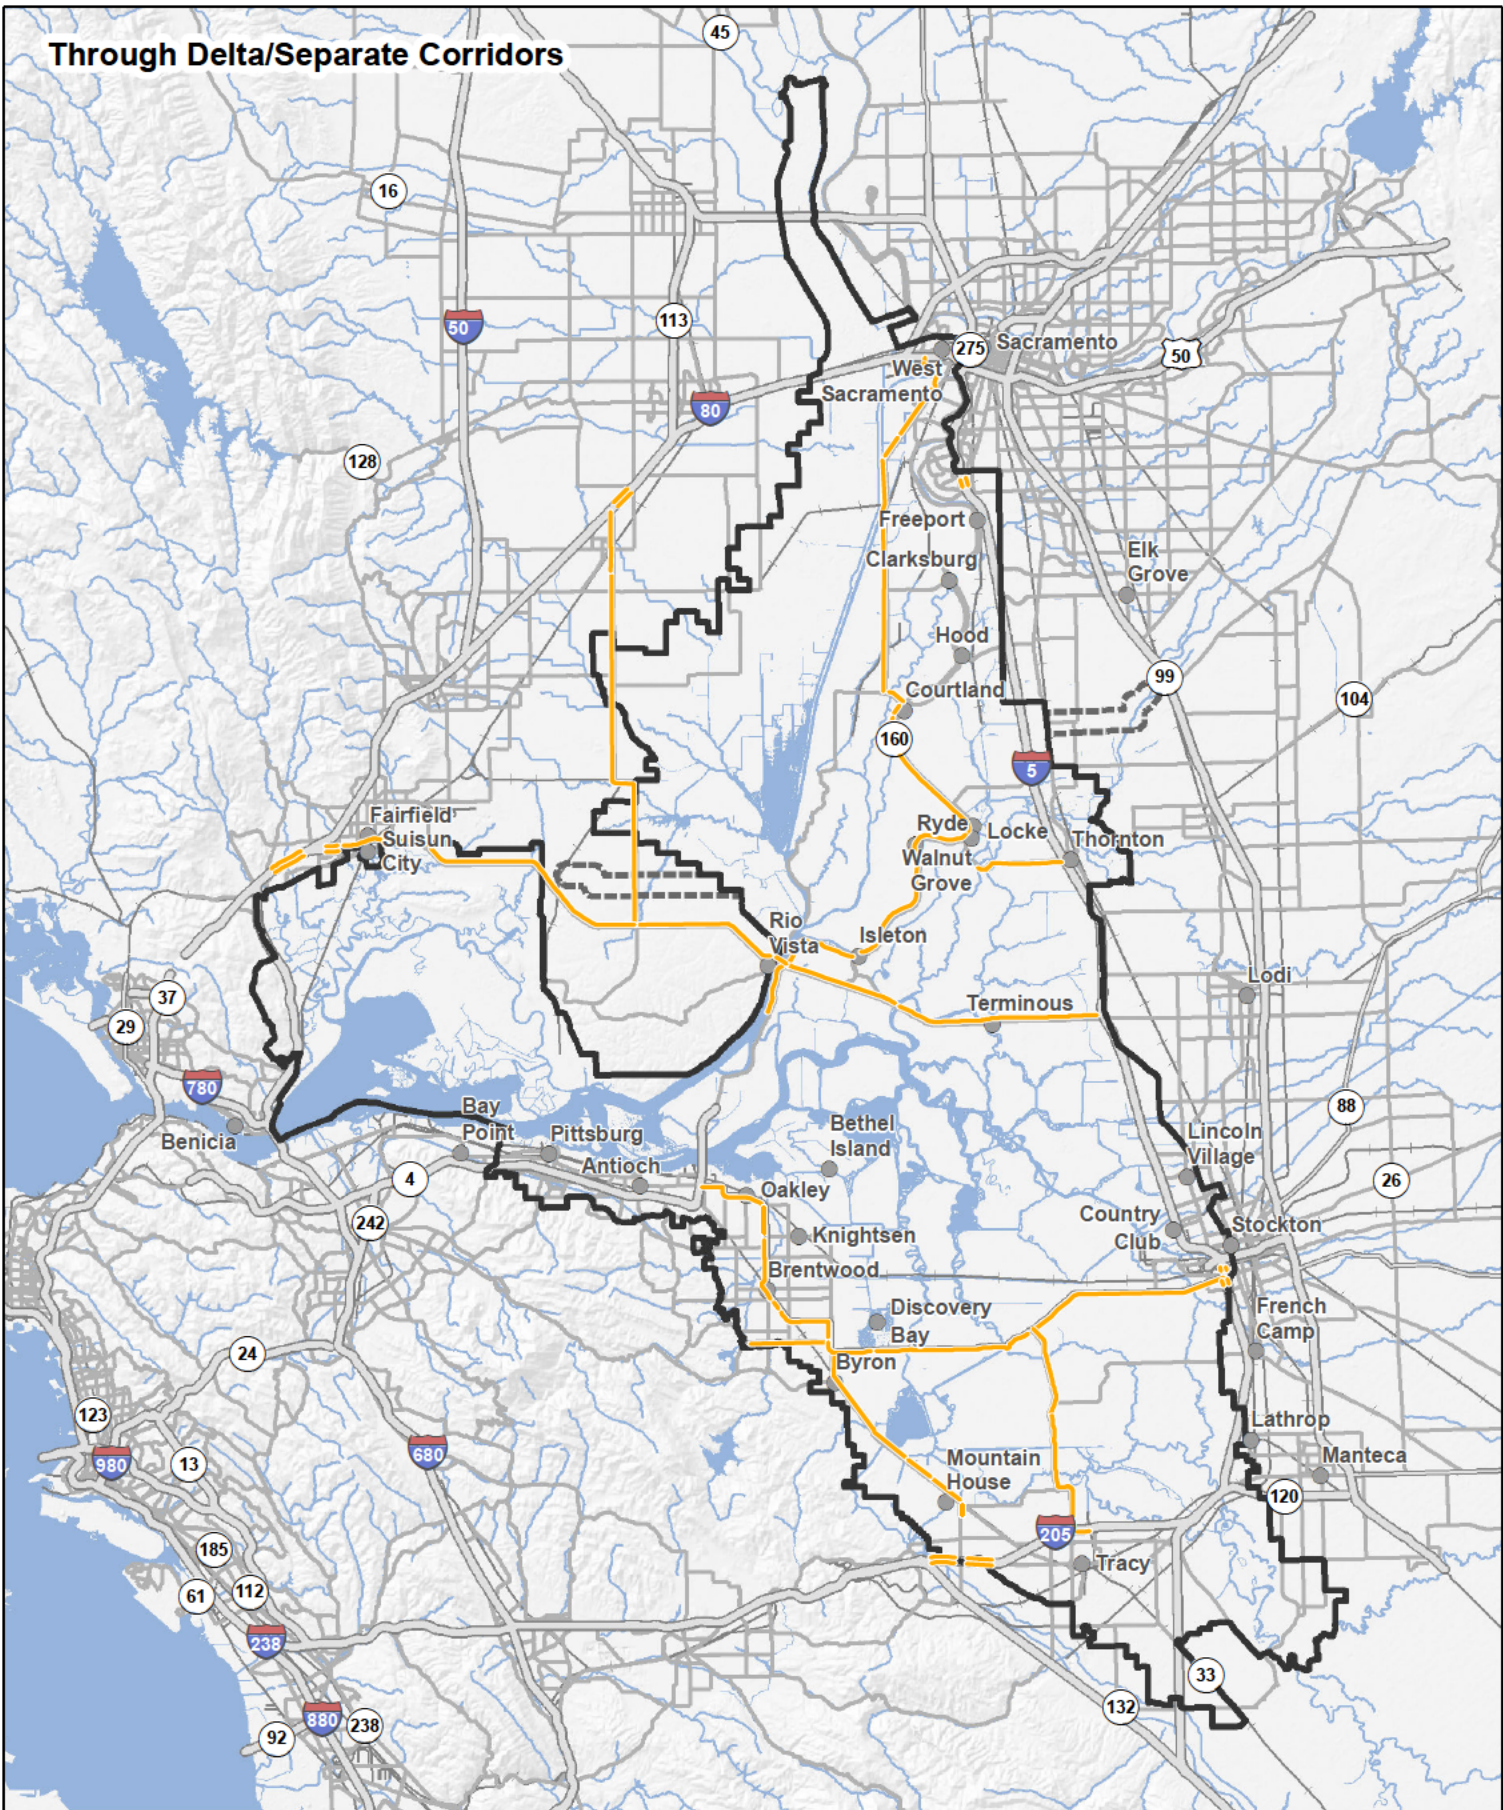 Through Delta/Separate Corridors
45
16
50
113
275
Sacramento
50
West
Sacramento
80
128
Freeport
Clarksburg
Elk
Grove
Hood
99
Courtland
104
160
5
Fairfield
Suisun
City
Ryde
Locke
Thornton
Walnut
Grove
Rio
Vista
Isleton
Lodi
37
29
Terminous
780
Benicia
Bay
Point
Pittsburg
Antioch
Bethel
Island
88
Lincoln
Village
4
Oakley
26
242
Country
Club
Stockton
Knightsen
Brentwood
Discovery
Bay
French
Camp
24
Byron
123
980
13
680
Lathrop
Mountain
House
Manteca
120
205
185
61
112
Tracy
238
33
132
880
238
92